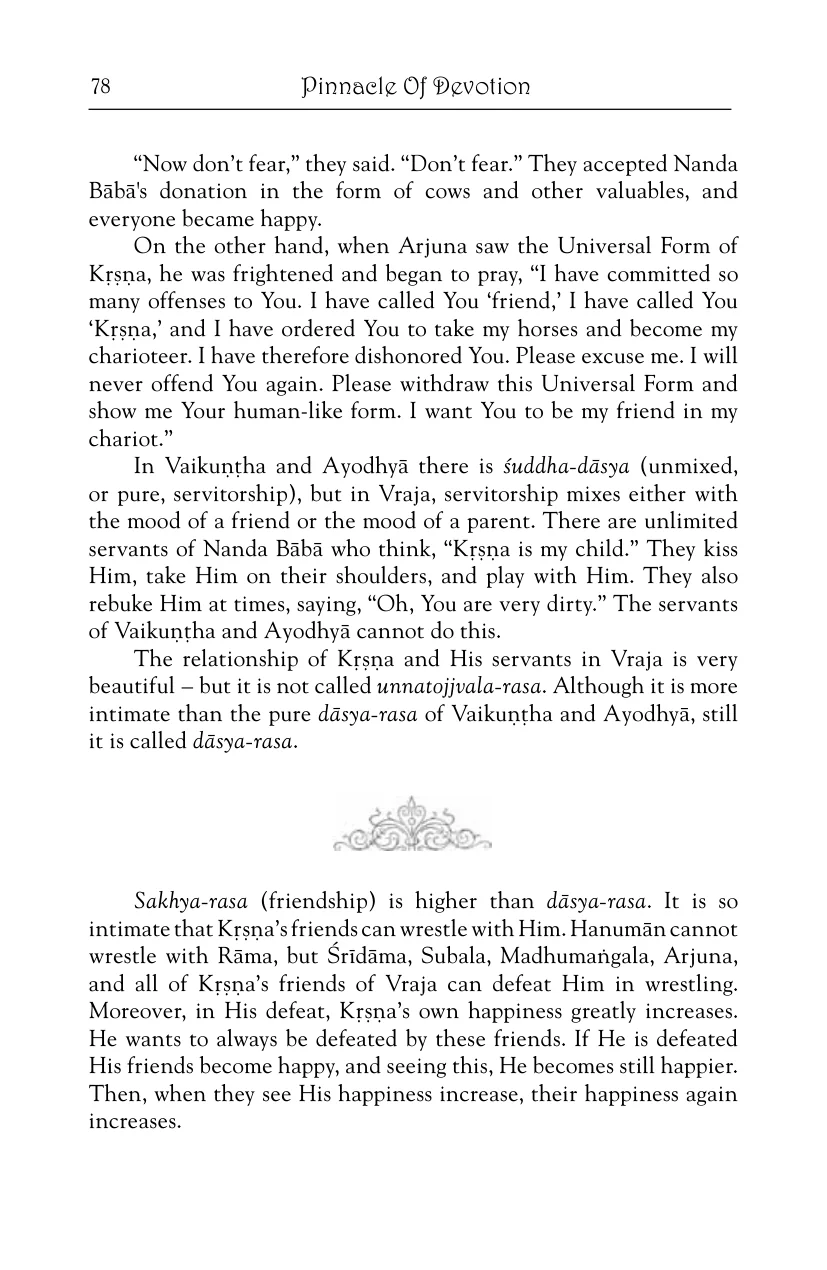 78 Pinnacle Of Devotion
“Now don’t fear,” they said. “Don’t fear.” They accepted Nanda
Bābā's donation in the form of cows and other valuables, and
everyone became happy.
On the other hand, when Arjuna saw the Universal Form of
Kṛṣṇa, he was frightened and began to pray, “I have committed so
many offenses to You. I have called You ‘friend,’ I have called You
‘Kṛṣṇa,’ and I have ordered You to take my horses and become my
charioteer. I have therefore dishonored You. Please excuse me. I will
never offend You again. Please withdraw this Universal Form and
show me Your human-like form. I want You to be my friend in my
chariot.”
In Vaikuṇṭha and Ayodhyā there is śuddha-dāsya (unmixed,
or pure, servitorship), but in Vraja, servitorship mixes either with
the mood of a friend or the mood of a parent. There are unlimited
servants of Nanda Bābā who think, “Kṛṣṇa is my child.” They kiss
Him, take Him on their shoulders, and play with Him. They also
rebuke Him at times, saying, “Oh, You are very dirty.” The servants
of Vaikuṇṭha and Ayodhyā cannot do this.
The relationship of Kṛṣṇa and His servants in Vraja is very
beautiful – but it is not called unnatojjvala-rasa. Although it is more
intimate than the pure dāsya-rasa of Vaikuṇṭha and Ayodhyā, still
it is called dāsya-rasa.
Sakhya-rasa (friendship) is higher than dāsya-rasa. It is so
intimate that Kṛṣṇa’s friends can wrestle with Him. Hanumān cannot
wrestle with Rāma, but Śrīdāma, Subala, Madhumaṅgala, Arjuna,
and all of Kṛṣṇa’s friends of Vraja can defeat Him in wrestling.
Moreover, in His defeat, Kṛṣṇa’s own happiness greatly increases.
He wants to always be defeated by these friends. If He is defeated
His friends become happy, and seeing this, He becomes still happier.
Then, when they see His happiness increase, their happiness again
increases.